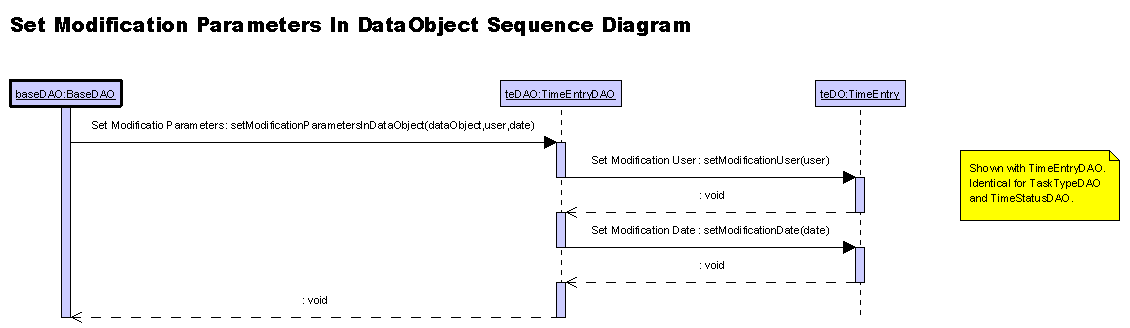 Set Modification Parameters In DataObject Sequence Diagram
baseDAO:BaseDAO
teDAO:TimeEntryDAO
teDO:TimeEntry
Set Modificatio Parameters: setModificationParametersInDataObject(dataObject,user,date)
Set Modification User : setModificationUser(user)
: void
Set Modification Date : setModificationDate(date)
: void
: void
Shown with TimeEntryDAO.
Identical for TaskTypeDAO
and TimeStatusDAO.